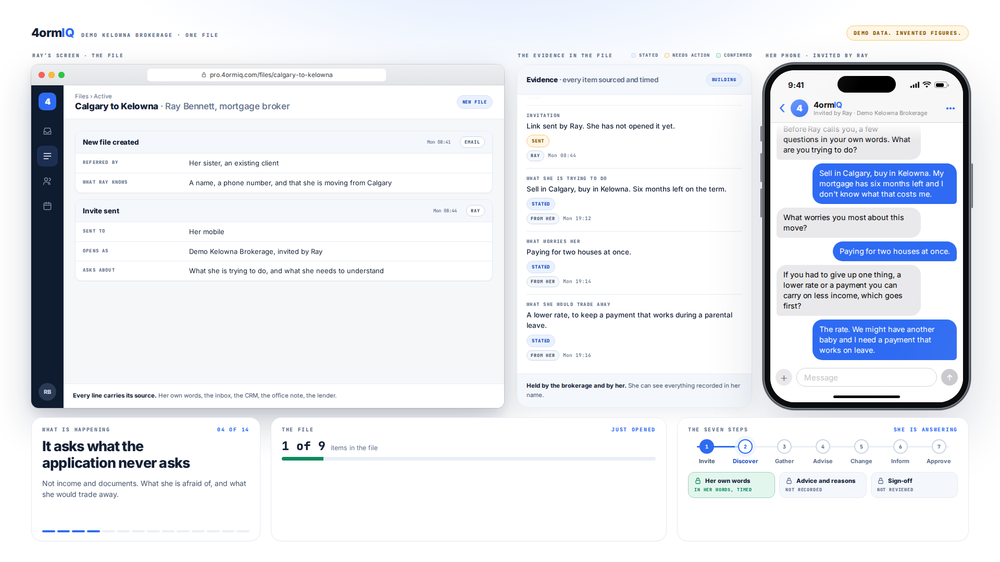 4ormIQ DEMO KELOWNA BROKERAGE · ONE FILE
DEMO DATA. INVENTED FIGURES.
RAY’S SCREEN · THE FILE
pro.4ormiq.com/files/calgary-to-kelowna
4
Files › Active
Calgary to Kelowna · Ray Bennett, mortgage broker
NEW FILE
New file created
Mon 08:41 EMAIL
REFERRED BY Her sister, an existing client
WHAT RAY KNOWS A name, a phone number, and that she is moving from Calgary
Invite sent
Mon 08:44 RAY
SENT TO Her mobile
OPENS AS Demo Kelowna Brokerage, invited by Ray
ASKS ABOUT What she is trying to do, and what she needs to understand
RB
Every line carries its source. Her own words, the inbox, the CRM, the office note, the lender.
THE EVIDENCE IN THE FILE
STATED NEEDS ACTION CONFIRMED
Evidence · every item sourced and timed
BUILDING
INVITATION
Link sent by Ray. She has not opened it yet.
SENT
RAY Mon 08:44
WHAT SHE IS TRYING TO DO
Sell in Calgary, buy in Kelowna. Six months left on the term.
STATED
FROM HER Mon 19:12
WHAT WORRIES HER
Paying for two houses at once.
STATED
FROM HER Mon 19:14
WHAT SHE WOULD TRADE AWAY
A lower rate, to keep a payment that works during a parental
leave.
STATED
FROM HER Mon 19:16
Held by the brokerage and by her. She can see everything recorded in her
name.
HER PHONE · INVITED BY RAY
9:41
4
4ormIQ
Invited by Ray · Demo Kelowna Brokerage
Before Ray calls you, a few
questions in your own words. What
are you trying to do?
Sell in Calgary, buy in Kelowna. My
mortgage has six months left and I
don't know what that costs me.
What worries you most about this
move?
Paying for two houses at once.
If you had to give up one thing, a
lower rate or a payment you can
carry on less income, which goes
first?
The rate. We might have another
baby and I need a payment that
works on leave.
Message
WHAT IS HAPPENING
04 OF 14
It asks what the
application never asks
Not income and documents. What she is afraid of, and what
she would trade away.
THE FILE
JUST OPENED
1 of 9 items in the file
THE SEVEN STEPS
SHE IS ANSWERING
1 2 3 4 5 6 7
Invite Discover Gather Advise Change Inform Approve
Her own words
IN HER WORDS, TIMED
Advice and reasons
NOT RECORDED
Sign-off
NOT REVIEWED